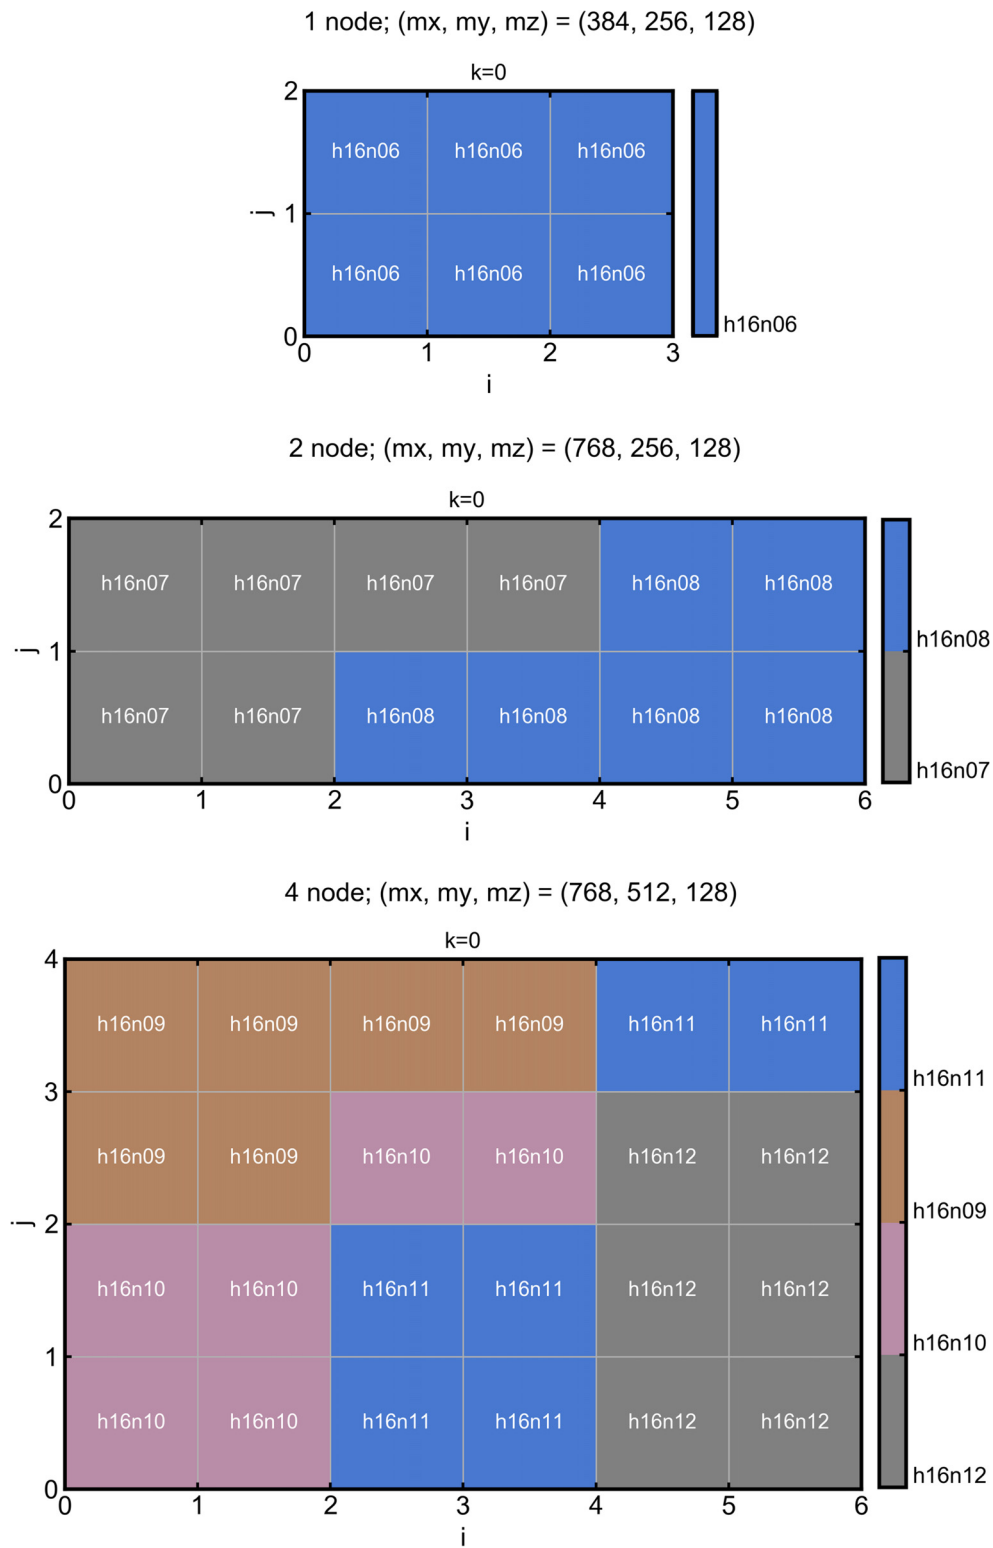 1 node; (mx, my, mz) = (384, 256, 128)
k=0
2
h16n06 h16n06 h16n06
j 1
h16n06 h16n06 h16n06
h16n06
0
0 1 2 3
i
2 node; (mx, my, mz) = (768, 256, 128)
k=0
2
h16n07 h16n07 h16n07 h16n07 h16n08 h16n08
h16n08
j 1
h16n07 h16n07 h16n08 h16n08 h16n08 h16n08
h16n07
0
0 1 2 3 4 5 6
i
4 node; (mx, my, mz) = (768, 512, 128)
k=0
4
h16n09 h16n09 h16n09 h16n09 h16n11 h16n11
h16n11
3
h16n09 h16n09 h16n10 h16n10 h16n12 h16n12
h16n09
j 2
h16n10 h16n10 h16n11 h16n11 h16n12 h16n12
h16n10
1
h16n10 h16n10 h16n11 h16n11 h16n12 h16n12
h16n12
0
0 1 2 3 4 5 6
i